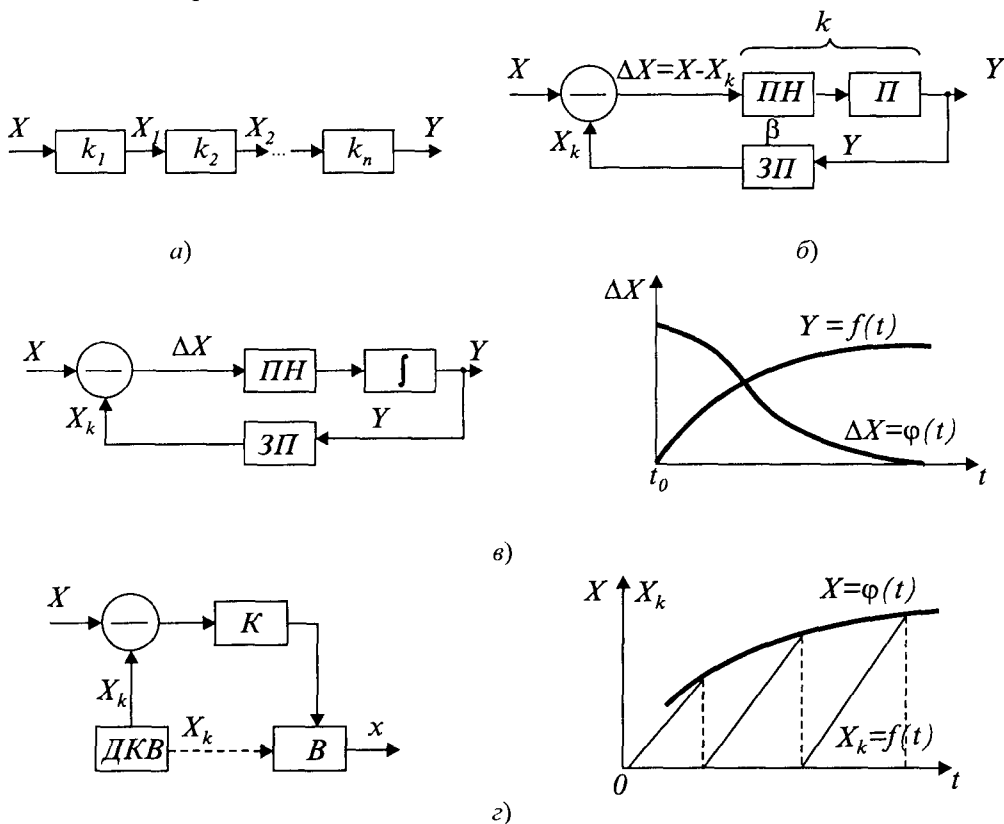 X k₁ X₁ k₂ X₂ ... kₙ Y
а)
k
X ΔX=X-Xₖ ПН П Y
—
Xₖ β Y
ЗП
б)
X ΔX ПН ∫ Y
—
Xₖ Y
ЗП
ΔX
Y = f(t)
ΔX=φ(t)
t₀ t
в)
X K
—
Xₖ
ДКВ Xₖ В x
X Xₖ X=φ(t)
Xₖ=f(t)
0 t
г)